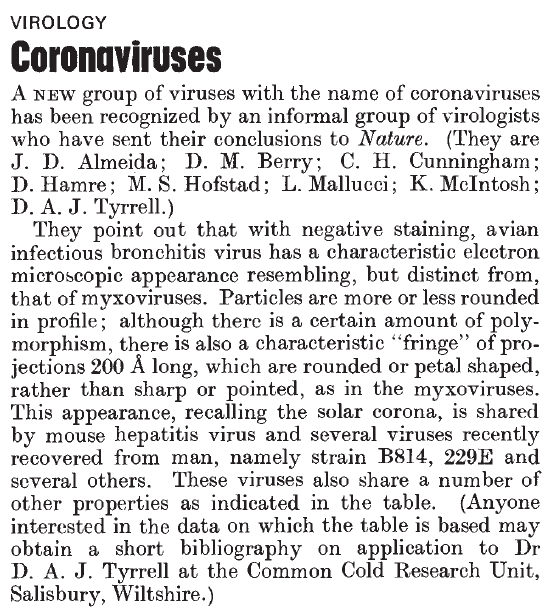 VIROLOGY
Coronaviruses
A NEW group of viruses with the name of coronaviruses
has been recognized by an informal group of virologists
who have sent their conclusions to Nature. (They are
J. D. Almeida; D. M. Berry; C. H. Cunningham;
D. Hamre; M. S. Hofstad; L. Mallucci; K. McIntosh;
D. A. J. Tyrrell.)
They point out that with negative staining, avian
infectious bronchitis virus has a characteristic electron
microscopic appearance resembling, but distinct from,
that of myxoviruses. Particles are more or less rounded
in profile; although there is a certain amount of poly-
morphism, there is also a characteristic "fringe" of pro-
jections 200 Å long, which are rounded or petal shaped,
rather than sharp or pointed, as in the myxoviruses.
This appearance, recalling the solar corona, is shared
by mouse hepatitis virus and several viruses recently
recovered from man, namely strain B814, 229E and
several others. These viruses also share a number of
other properties as indicated in the table. (Anyone
interested in the data on which the table is based may
obtain a short bibliography on application to Dr
D. A. J. Tyrrell at the Common Cold Research Unit,
Salisbury, Wiltshire.)